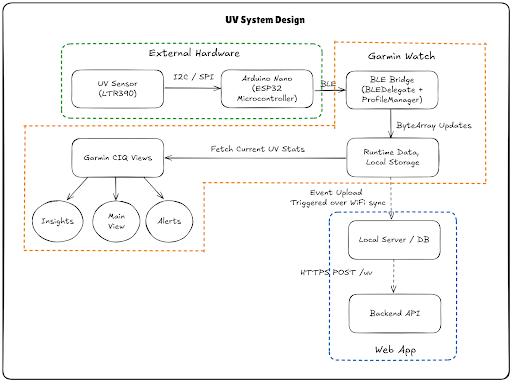 UV System Design
External Hardware
Garmin Watch
UV Sensor
(LTR390)
I2C / SPI
Arduino Nano
(ESP32
Microcontroller)
BLE
BLE Bridge
(BLEDelegate +
ProfileManager)
ByteArray Updates
Garmin CIQ Views
Fetch Current UV Stats
Runtime Data,
Local Storage
Insights
Main
View
Alerts
Event Upload
Triggered over WiFi sync
Local Server / DB
HTTPS POST /uv
Backend API
Web App